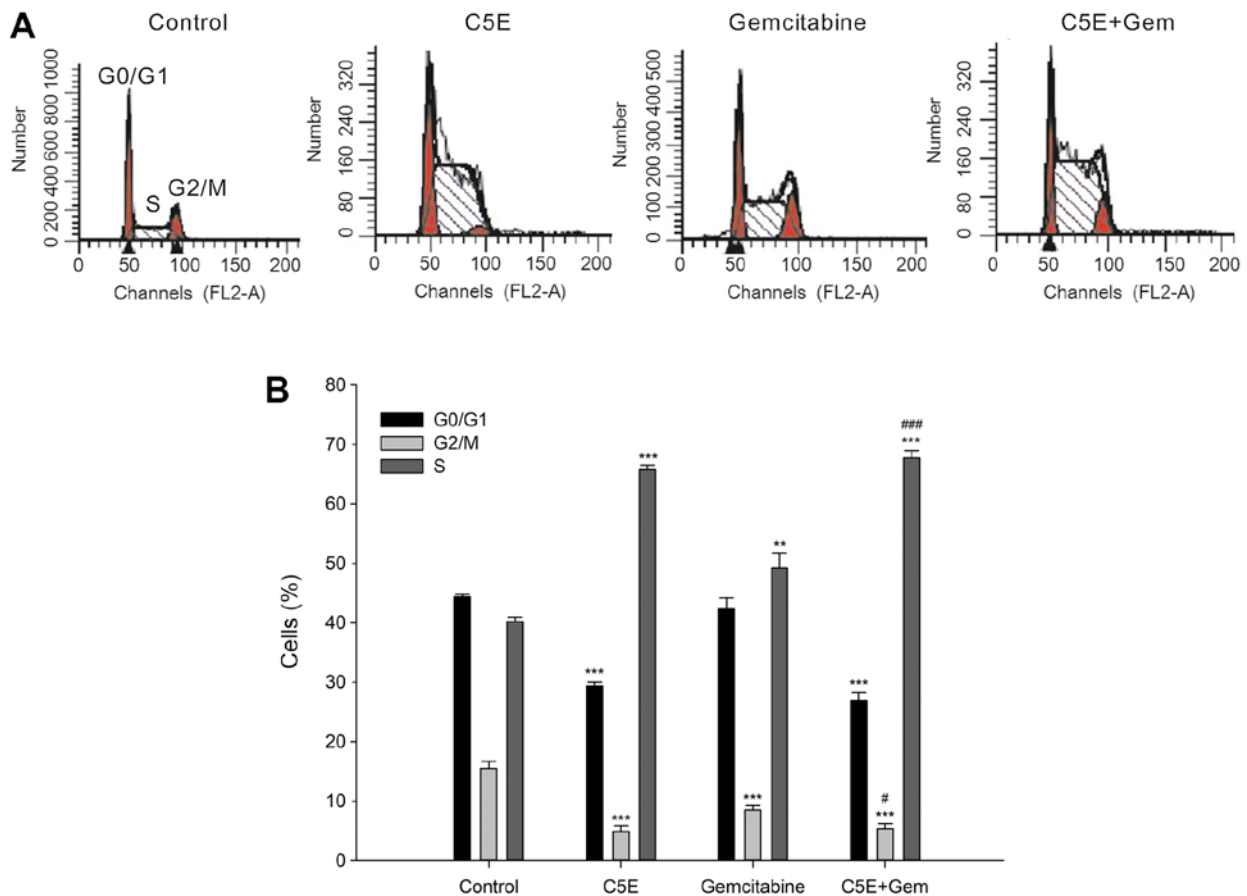 A
Control
C5E
Gemcitabine
C5E+Gem
Number
0 200 400 600 800 1000
G0/G1
S
G2/M
0 50 100 150 200
Channels (FL2-A)
Number
0 80 160 240 320
0 50 100 150 200
Channels (FL2-A)
Number
0 100 200 300 400 500
0 50 100 150 200
Channels (FL2-A)
Number
0 80 160 240 320
0 50 100 150 200
Channels (FL2-A)
B
Cells (%)
80
70
60
50
40
30
20
10
0
G0/G1
G2/M
S
***
***
***
***
**
***
***
#
***
###
Control
C5E
Gemcitabine
C5E+Gem